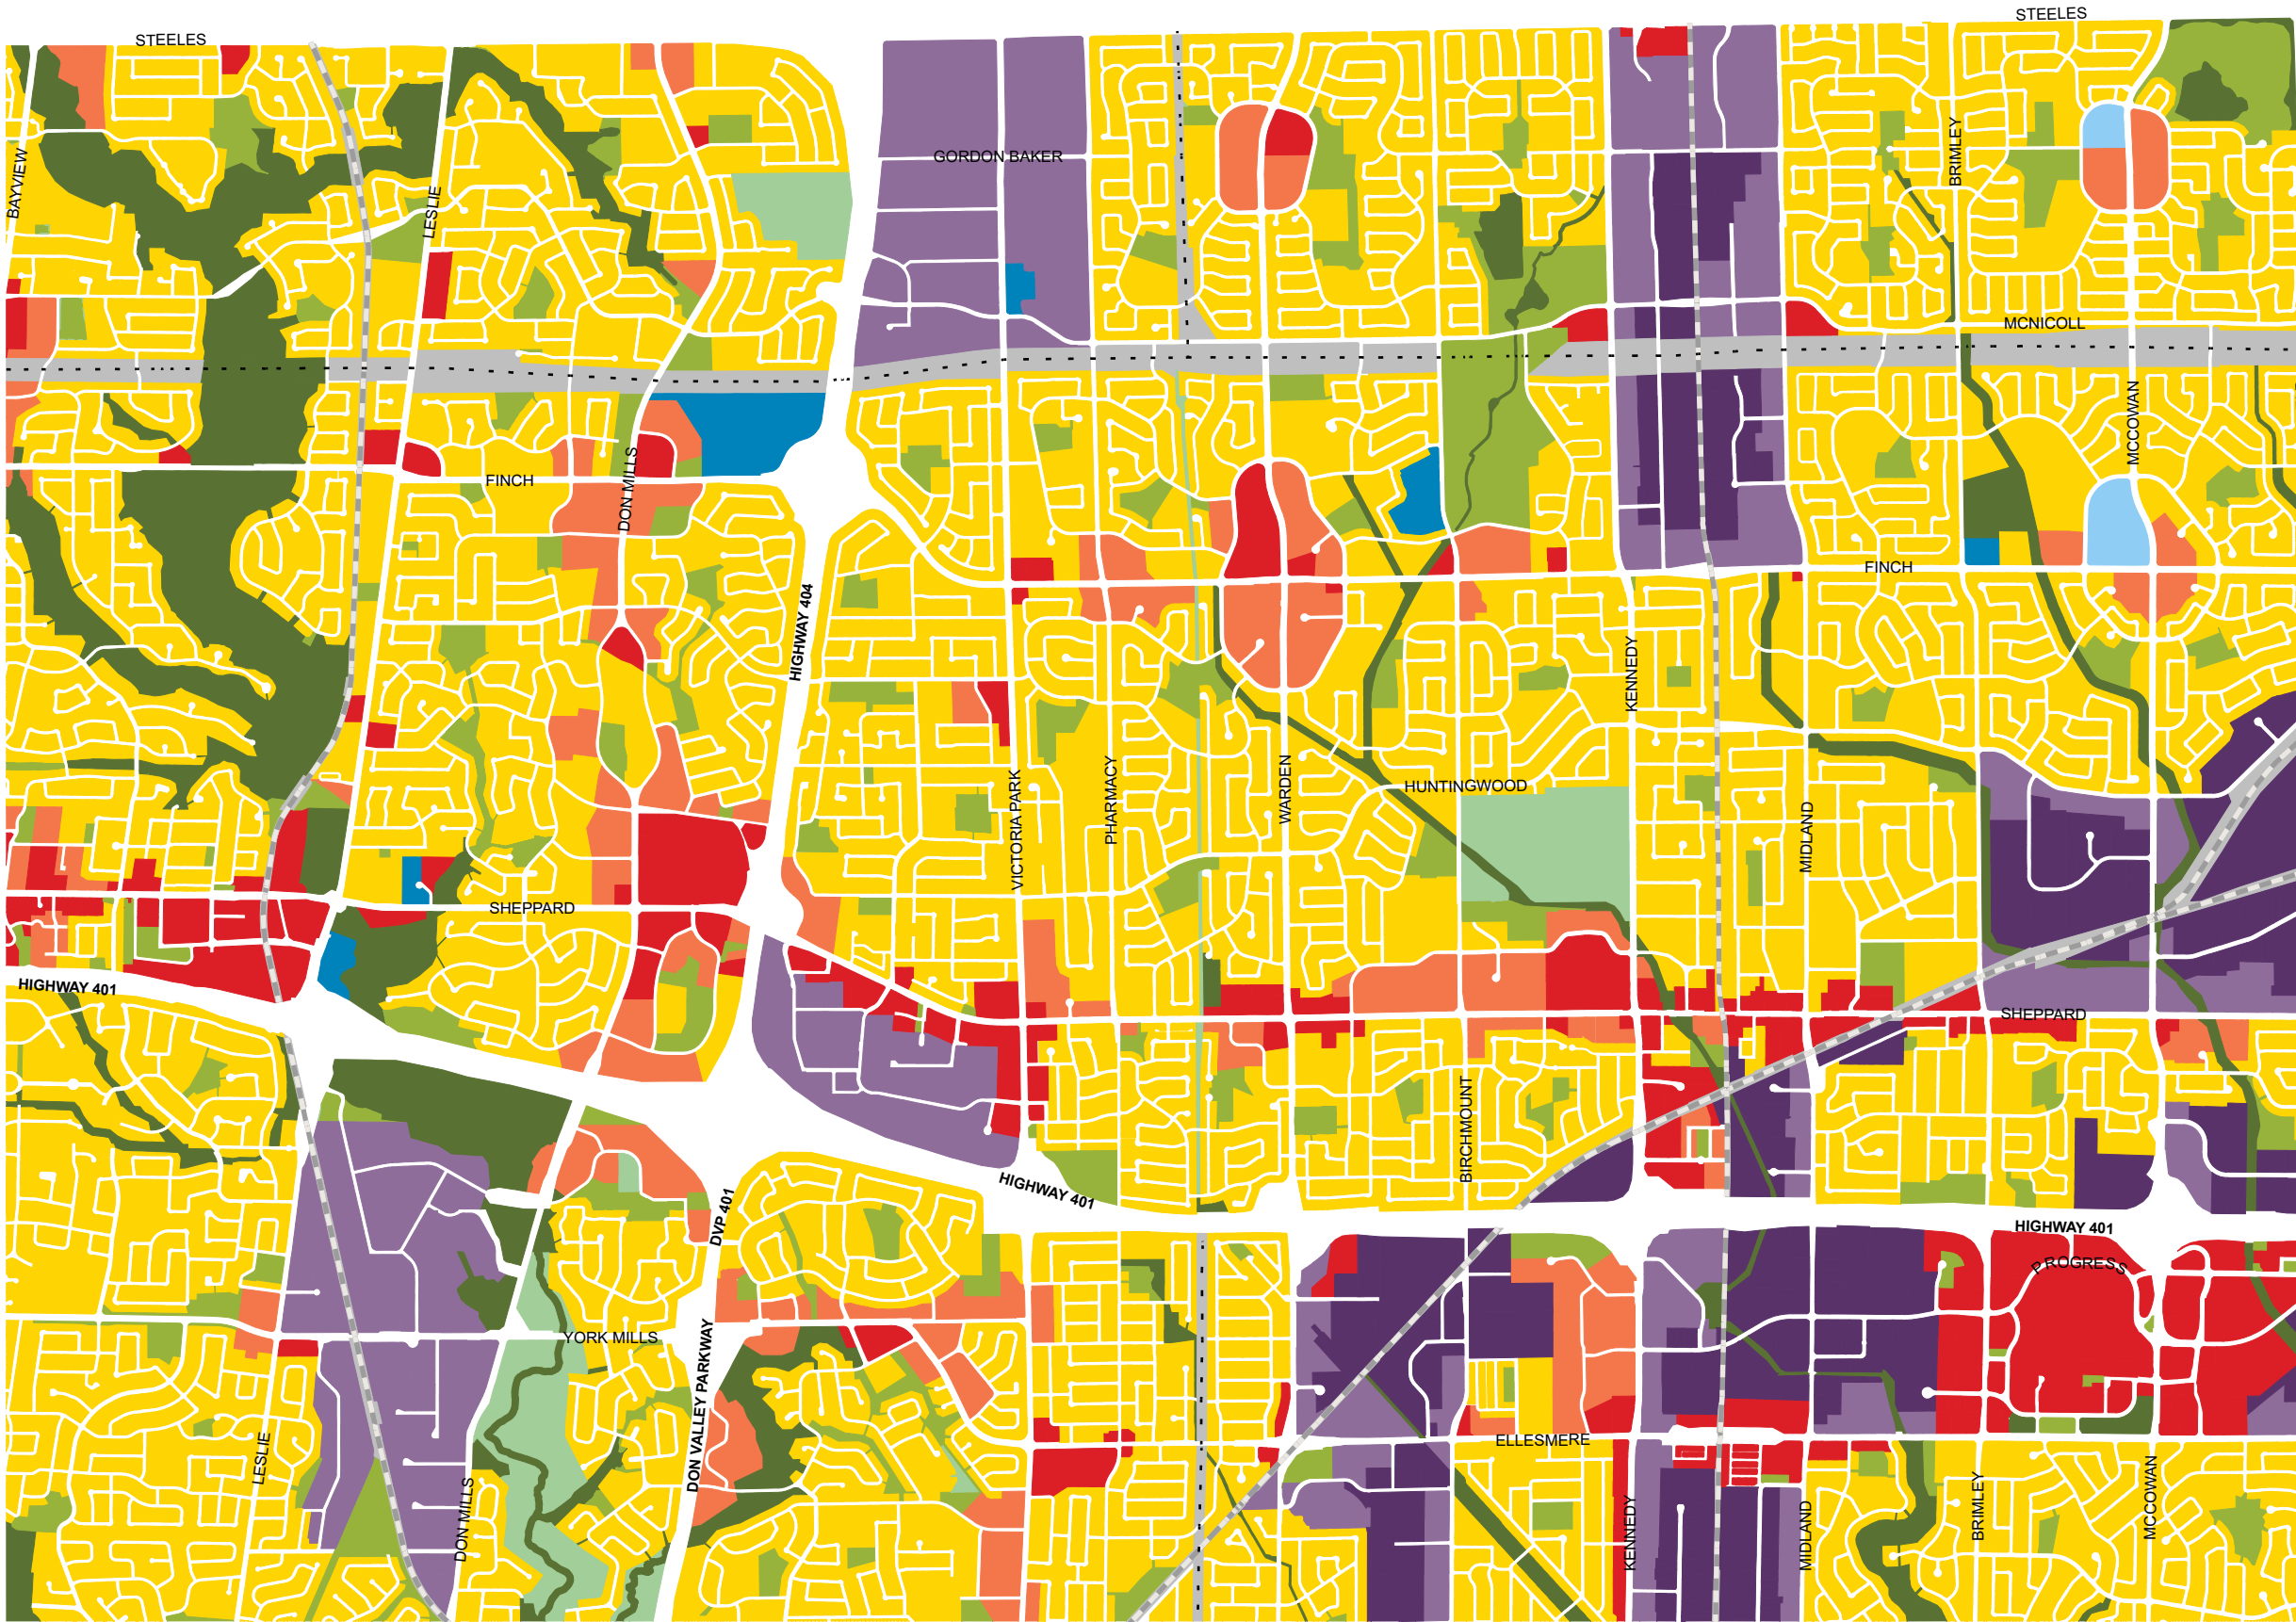 STEELES
STEELES
GORDON BAKER
BAYVIEW
LESLIE
BRIMLEY
MCNICOLL
MCCOWAN
FINCH
DON MILLS
FINCH
HIGHWAY 404
KENNEDY
VICTORIA PARK
PHARMACY
WARDEN
HUNTINGWOOD
MIDLAND
SHEPPARD
HIGHWAY 401
SHEPPARD
BIRCHMOUNT
HIGHWAY 401
DVP 401
HIGHWAY 401
PROGRESS
YORK MILLS
DON VALLEY PARKWAY
ELLESMERE
LESLIE
DON MILLS
KENNEDY
MIDLAND
BRIMLEY
MCCOWAN